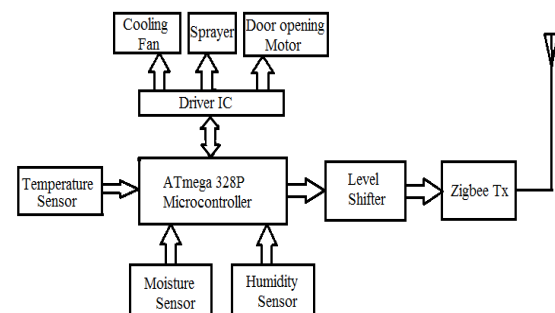 Cooling
Fan
Sprayer
Door opening
Motor
Driver IC
Temperature
Sensor
ATmega 328P
Microcontroller
Level
Shifter
Zigbee Tx
Moisture
Sensor
Humidity
Sensor